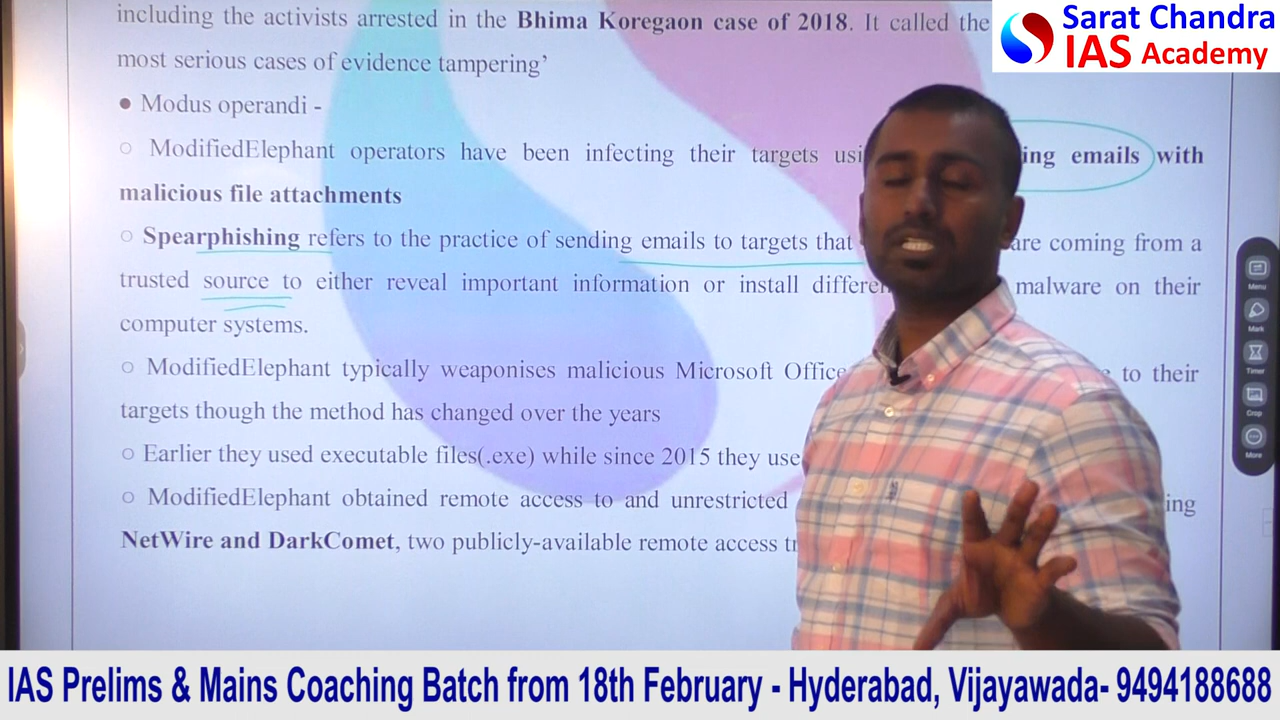 including the activists arrested in the Bhima Koregaon case of 2018. It called the
most serious cases of evidence tampering’
● Modus operandi -
○ ModifiedElephant operators have been infecting their targets ing emails with
malicious file attachments
○ Spearphishing refers to the practice of sending emails to targets that are coming from a
trusted source to either reveal important information or install malware on their
computer systems.
○ ModifiedElephant typically weaponises malicious Microsoft Office to their
targets though the method has changed over the years
○ Earlier they used executable files(.exe) while since 2015 they use
○ ModifiedElephant obtained remote access to and unrestricted ing
NetWire and DarkComet, two publicly-available remote access
Sarat Chandra
IAS Academy
Menu
Mark
Timer
Crop
More
IAS Prelims & Mains Coaching Batch from 18th February - Hyderabad, Vijayawada- 9494188688